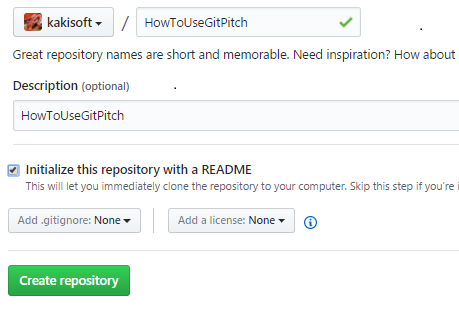 kakisoft / HowToUseGitPitch
.
Great repository names are short and memorable. Need inspiration? How about
Description (optional) .
HowToUseGitPitch
Initialize this repository with a README
This will let you immediately clone the repository to your computer. Skip this step if you're i
Add .gitignore: None Add a license: None
Create repository